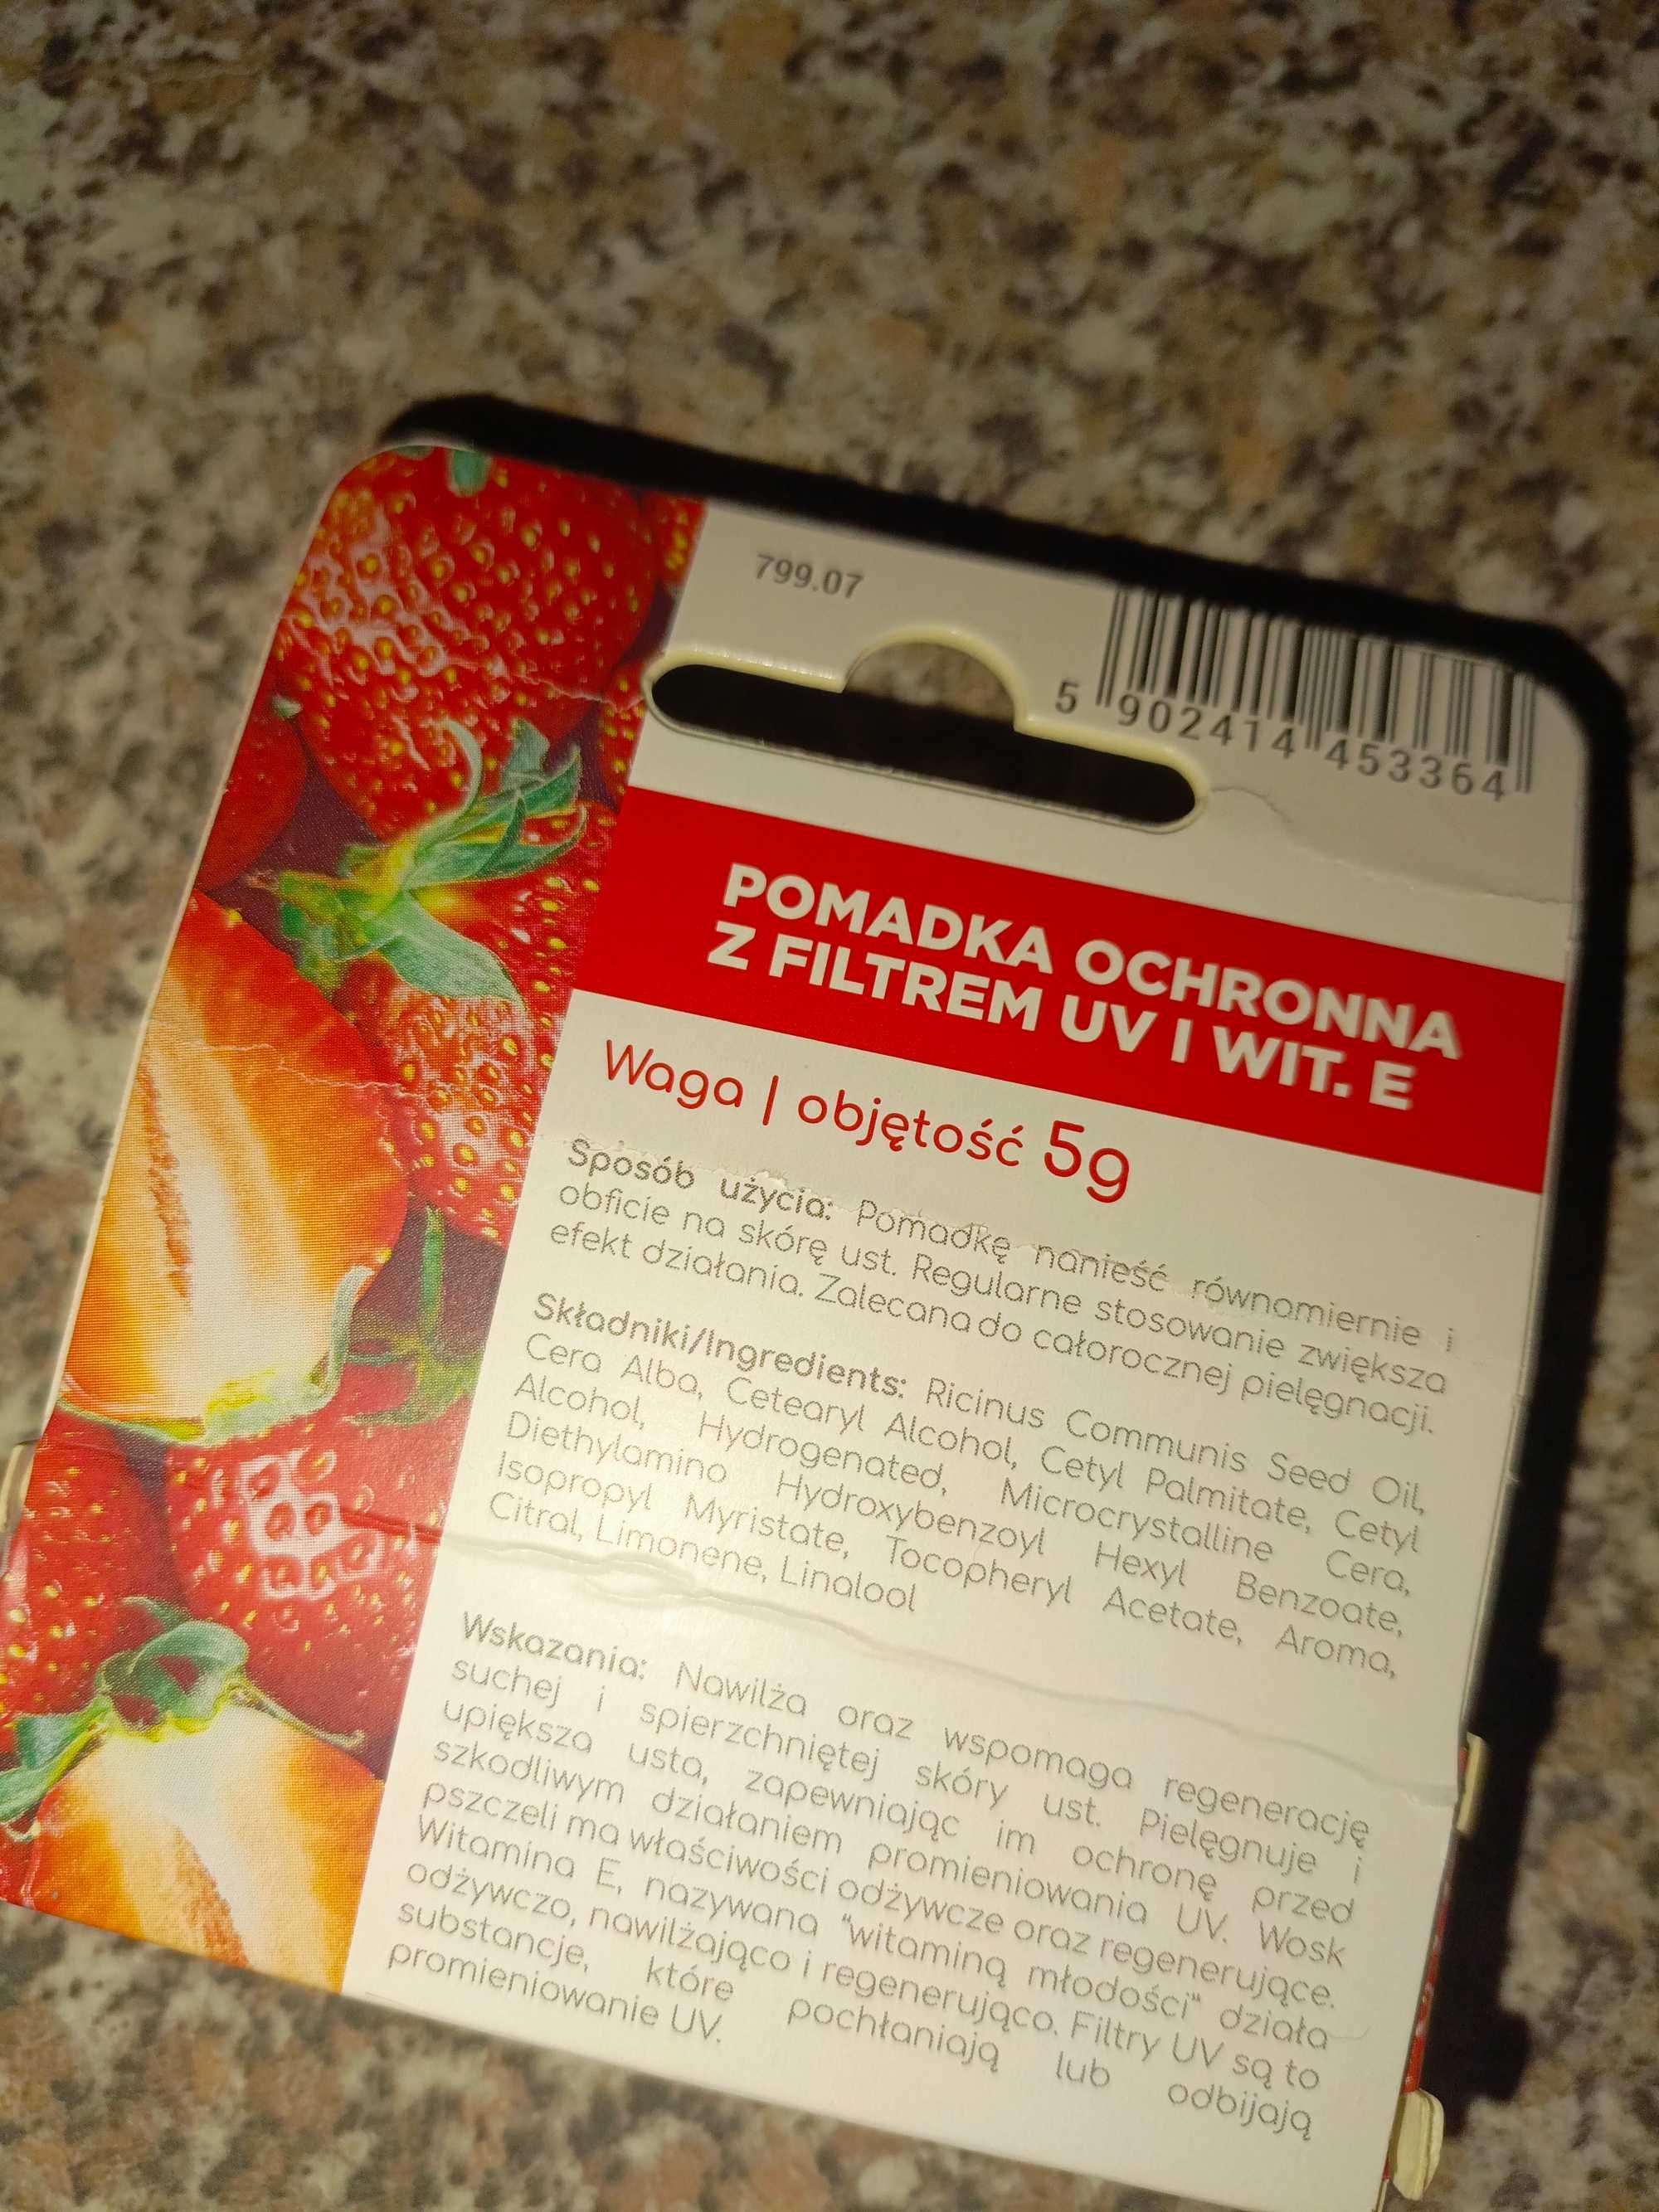 799.07
5 902414 453364
POMADKA OCHRONNA
Z FILTREM UV I WIT. E
Waga | objętość 5g
Sposób użycia: Pomadkę nanieść równomiernie i
obficie na skórę ust. Regularne stosowanie zwiększa
efekt działania. Zalecana do całorocznej pielęgnacji.
Składniki/Ingredients: Ricinus Communis Seed Oil,
Cera Alba, Cetearyl Alcohol, Cetyl Palmitate, Cetyl
Alcohol, Hydrogenated, Microcrystalline Cera,
Diethylamino Hydroxybenzoyl Hexyl Benzoate,
Isopropyl Myristate, Tocopheryl Acetate, Aroma,
Citral, Limonene, Linalool
Wskazania: Nawilża oraz wspomaga regenerację
suchej i spierzchniętej skóry ust. Pielęgnuje i
upiększa usta, zapewniając im ochronę przed
szkodliwym działaniem promieniowania UV. Wosk
pszczeli ma właściwości odżywcze oraz regenerujące.
Witamina E, nazywana "witaminą młodości" działa
odżywczo, nawilżająco i regenerująco. Filtry UV są to
substancje, które pochłaniają lub odbijają
promieniowanie UV.